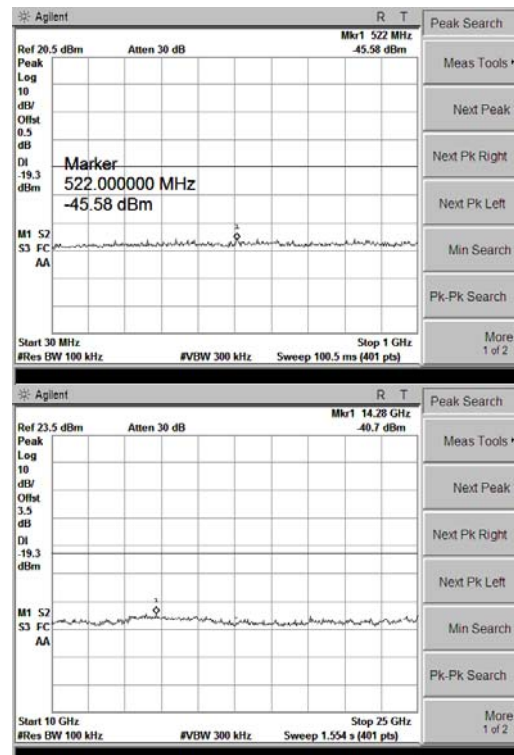 Agilent R T
Peak Search
Mkr1 522 MHz
Ref 20.5 dBm Atten 30 dB -45.58 dBm
Peak
Log
10
dB/
Offst
0.5
dB
DI
-19.3
dBm
Marker
522.000000 MHz
-45.58 dBm
M1 S2
S3 FC
AA
Start 30 MHz Stop 1 GHz
#Res BW 100 kHz #VBW 300 kHz Sweep 100.5 ms (401 pts)
Meas Tools
Next Peak
Next Pk Right
Next Pk Left
Min Search
Pk-Pk Search
More
1 of 2
Agilent R T
Peak Search
Mkr1 14.28 GHz
Ref 23.5 dBm Atten 30 dB -40.7 dBm
Peak
Log
10
dB/
Offst
3.5
dB
DI
-19.3
dBm
1
M1 S2
S3 FC
AA
Start 10 GHz Stop 25 GHz
#Res BW 100 kHz #VBW 300 kHz Sweep 1.554 s (401 pts)
Meas Tools
Next Peak
Next Pk Right
Next Pk Left
Min Search
Pk-Pk Search
More
1 of 2